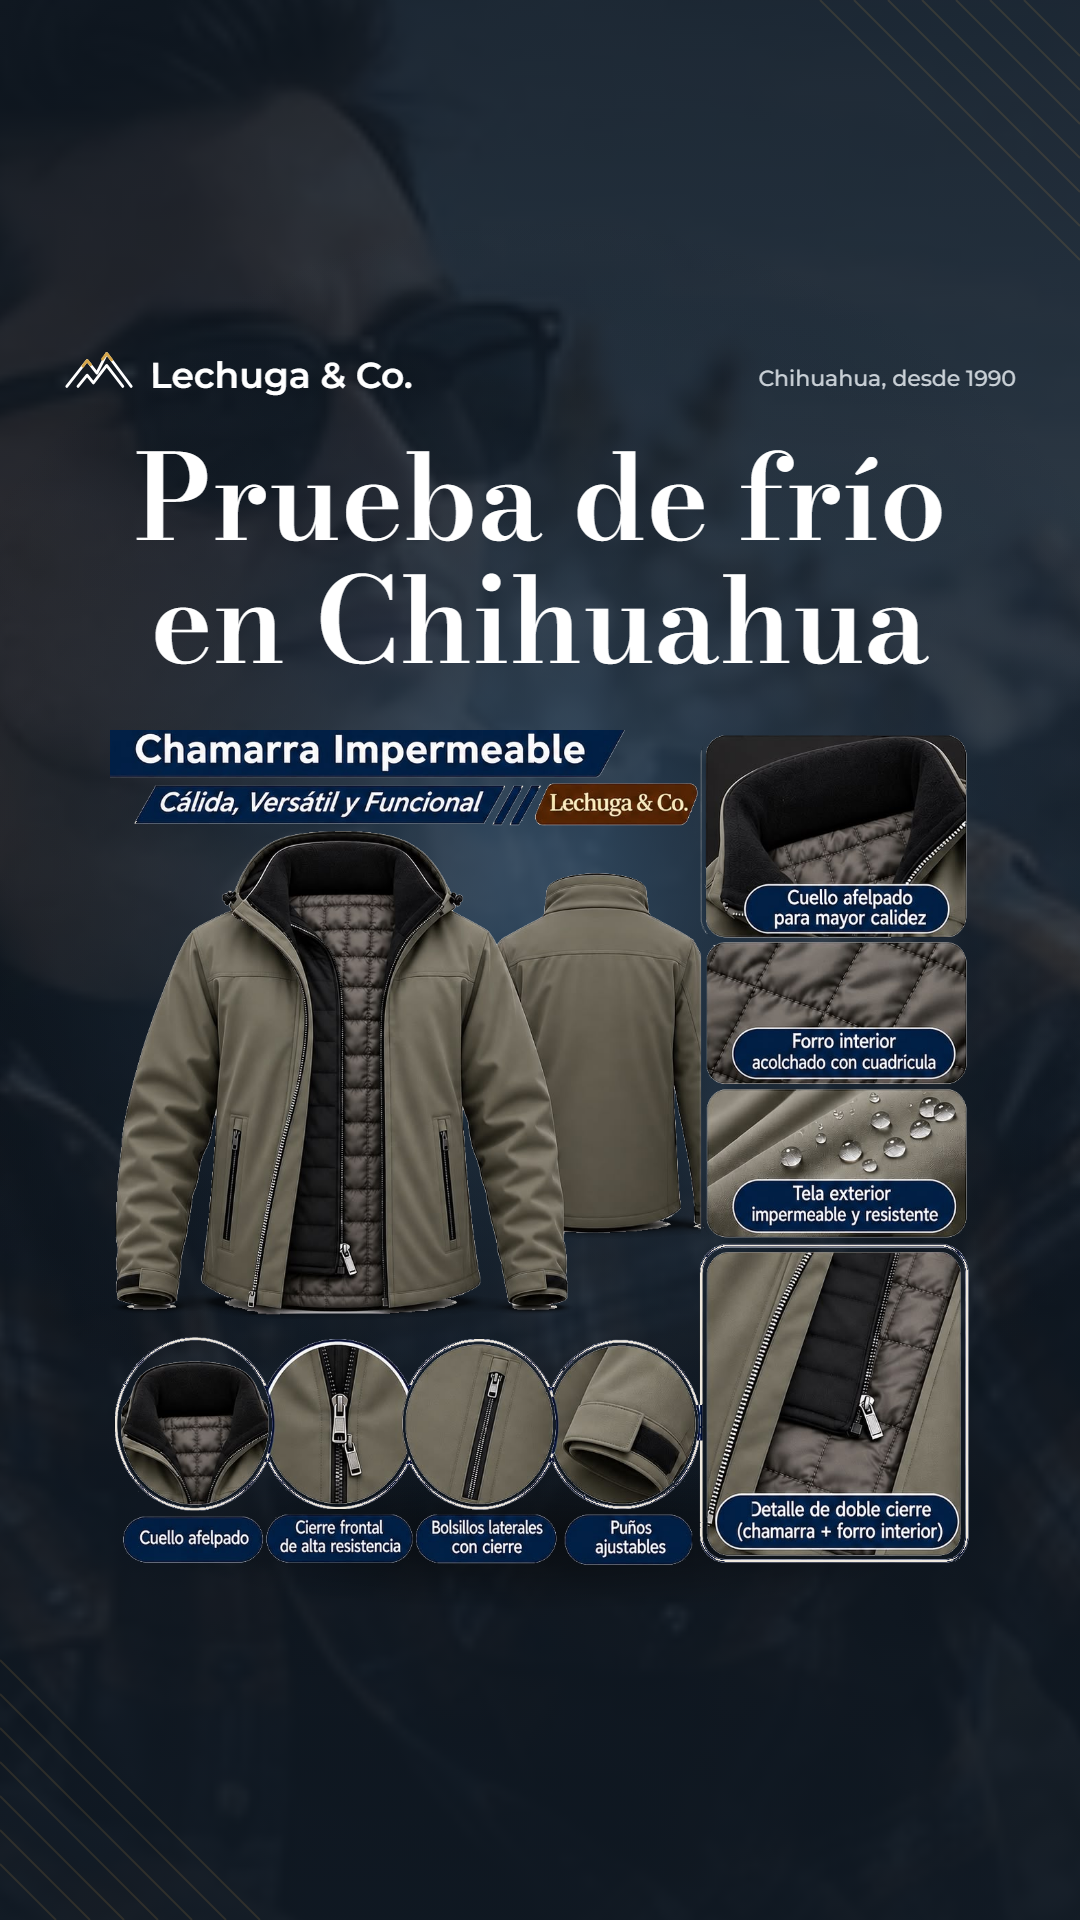 Lechuga & Co.
Chihuahua, desde 1990
Prueba de frío
en Chihuahua
Chamarra Impermeable
Cálida, Versátil y Funcional
Lechuga & Co.
Cuello afelpado
para mayor calidez
Forro interior
acolchado con cuadrícula
Tela exterior
impermeable y resistente
Detalle de doble cierre
(chamarra + forro interior)
Cuello afelpado
Cierre frontal
de alta resistencia
Bolsillos laterales
con cierre
Puños
ajustables